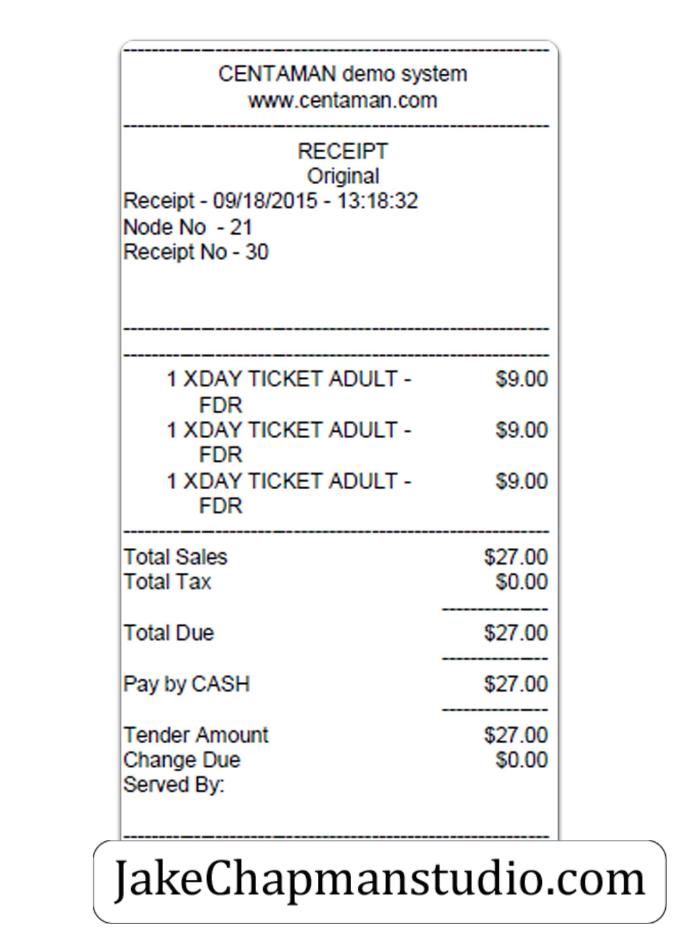 CENTAMAN demo system
www.centaman.com
RECEIPT
Original
Receipt - 09/18/2015 - 13:18:32
Node No - 21
Receipt No - 30
1 XDAY TICKET ADULT - $9.00
FDR
1 XDAY TICKET ADULT - $9.00
FDR
1 XDAY TICKET ADULT - $9.00
FDR
Total Sales $27.00
Total Tax $0.00
Total Due $27.00
Pay by CASH $27.00
Tender Amount $27.00
Change Due $0.00
Served By:
JakeChapmanstudio.com